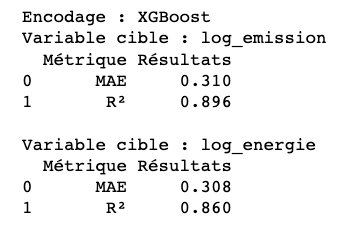 Encodage : XGBoost
Variable cible : log_emission
Métrique Résultats
0 MAE 0.310
1 R² 0.896
Variable cible : log_energie
Métrique Résultats
0 MAE 0.308
1 R² 0.860